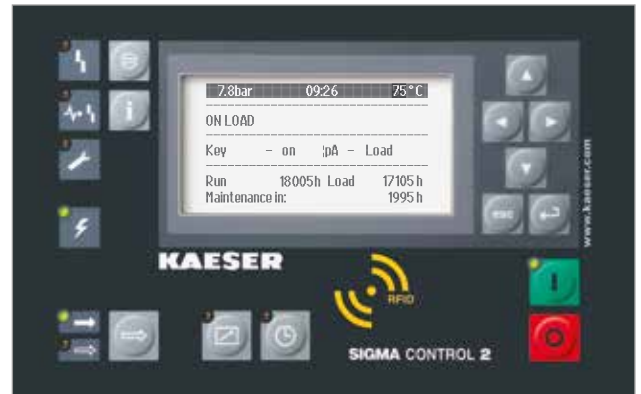 7.8bar 09:26 75°C
ON LOAD
Key - on ¦pA - Load
Run 18005h Load 17105h
Maintenance in: 1995h
esc
www.kaeser.com
KAESER
RFID
I
O
SIGMA CONTROL 2